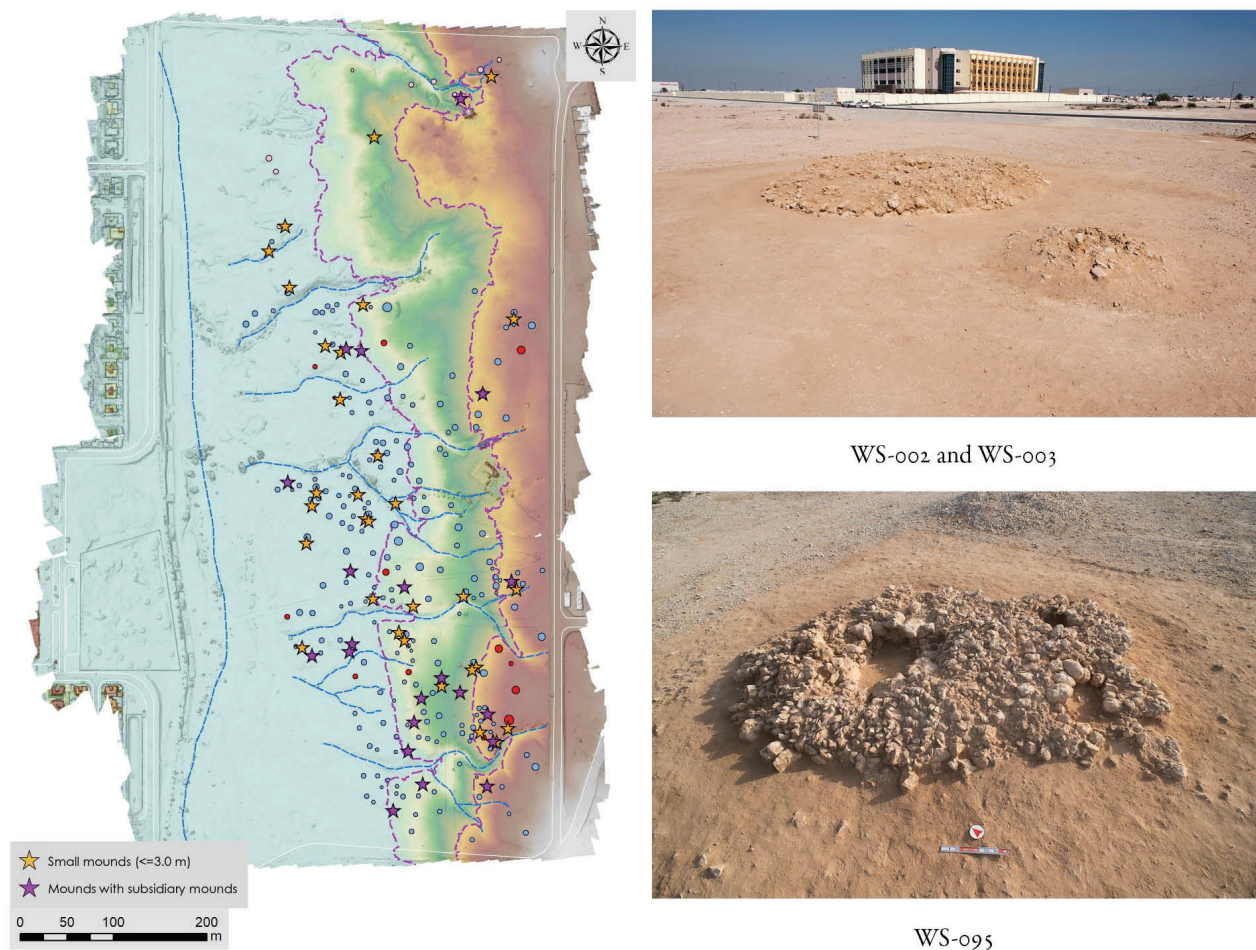 N
W E
S
Small mounds (<=3.0 m)
Mounds with subsidiary mounds
0 50 100 200
m
WS-002 and WS-003
WS-095